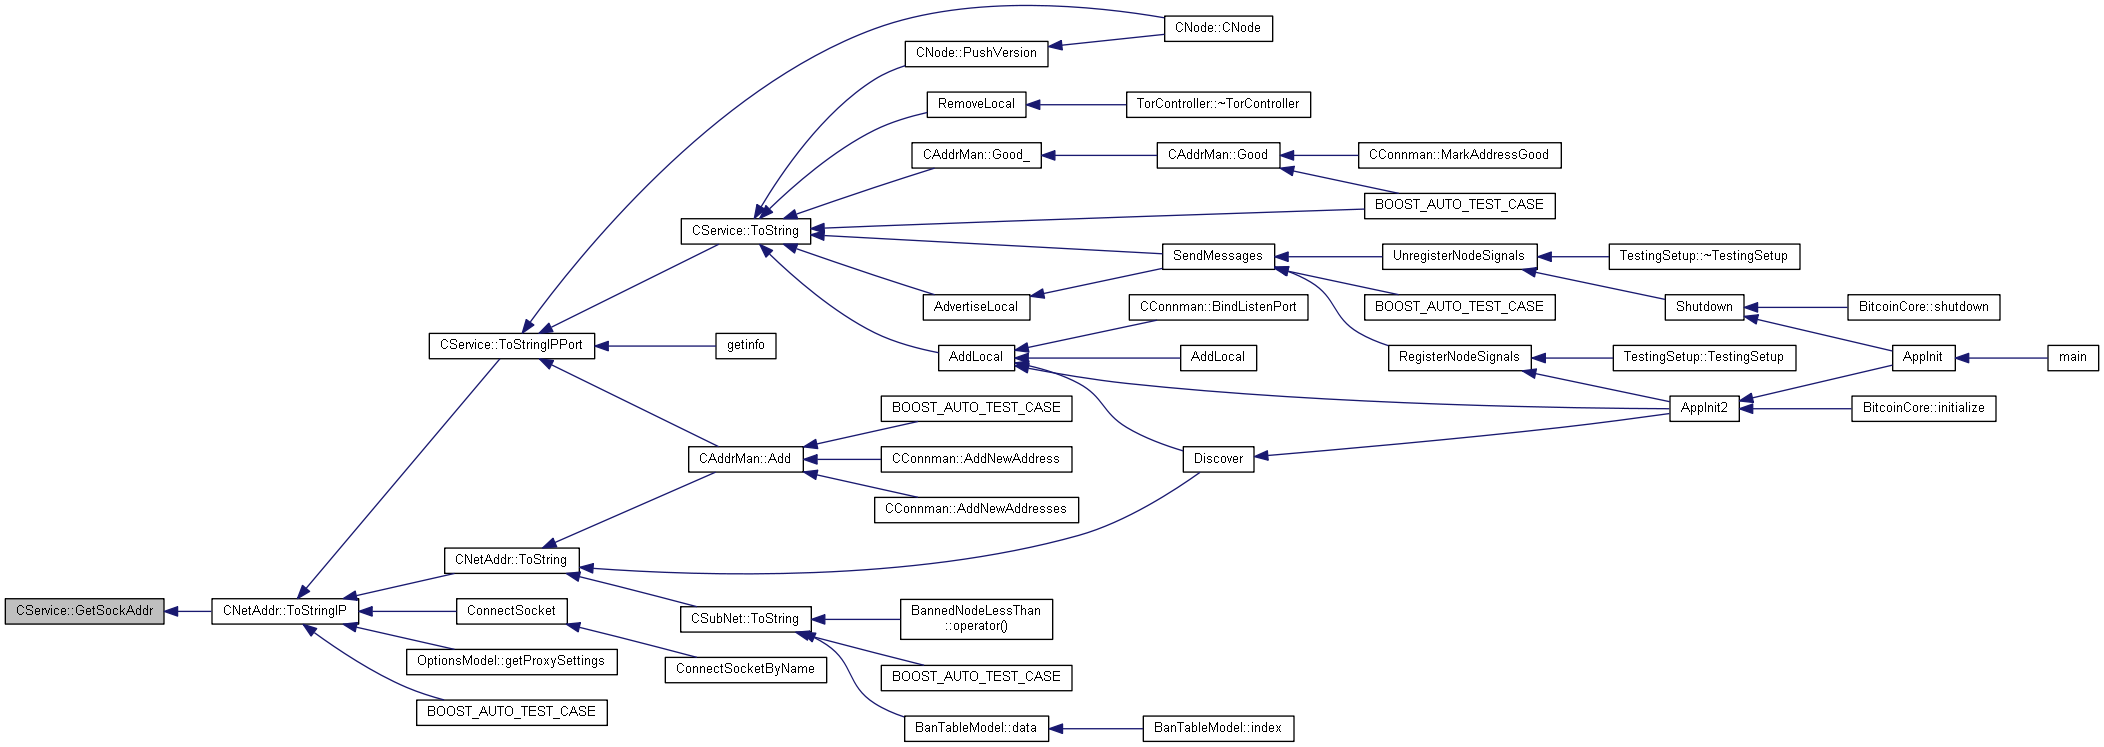 CNode::CNode
CNode::PushVersion
RemoveLocal
TorController::~TorController
CAddrMan::Good_
CAddrMan::Good
CConnman::MarkAddressGood
BOOST_AUTO_TEST_CASE
CService::ToString
SendMessages
UnregisterNodeSignals
TestingSetup::~TestingSetup
AdvertiseLocal
CConnman::BindListenPort
BOOST_AUTO_TEST_CASE
Shutdown
BitcoinCore::shutdown
CService::ToStringIPPort
getinfo
AddLocal
AddLocal
RegisterNodeSignals
TestingSetup::TestingSetup
AppInit
main
BOOST_AUTO_TEST_CASE
AppInit2
BitcoinCore::initialize
CAddrMan::Add
CConnman::AddNewAddress
Discover
CConnman::AddNewAddresses
CNetAddr::ToString
CService::GetSockAddr
CNetAddr::ToStringIP
ConnectSocket
CSubNet::ToString
BannedNodeLessThan
::operator()
OptionsModel::getProxySettings
ConnectSocketByName
BOOST_AUTO_TEST_CASE
BOOST_AUTO_TEST_CASE
BanTableModel::data
BanTableModel::index